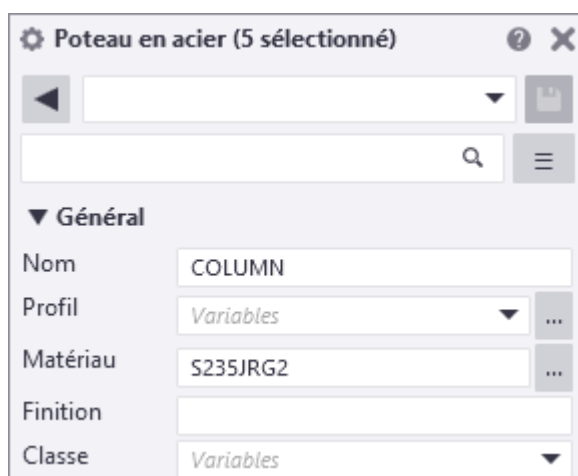 Poteau en acier (5 sélectionné)
Général
Nom COLUMN
Profil Variables ...
Matériau S235JRG2 ...
Finition
Classe Variables